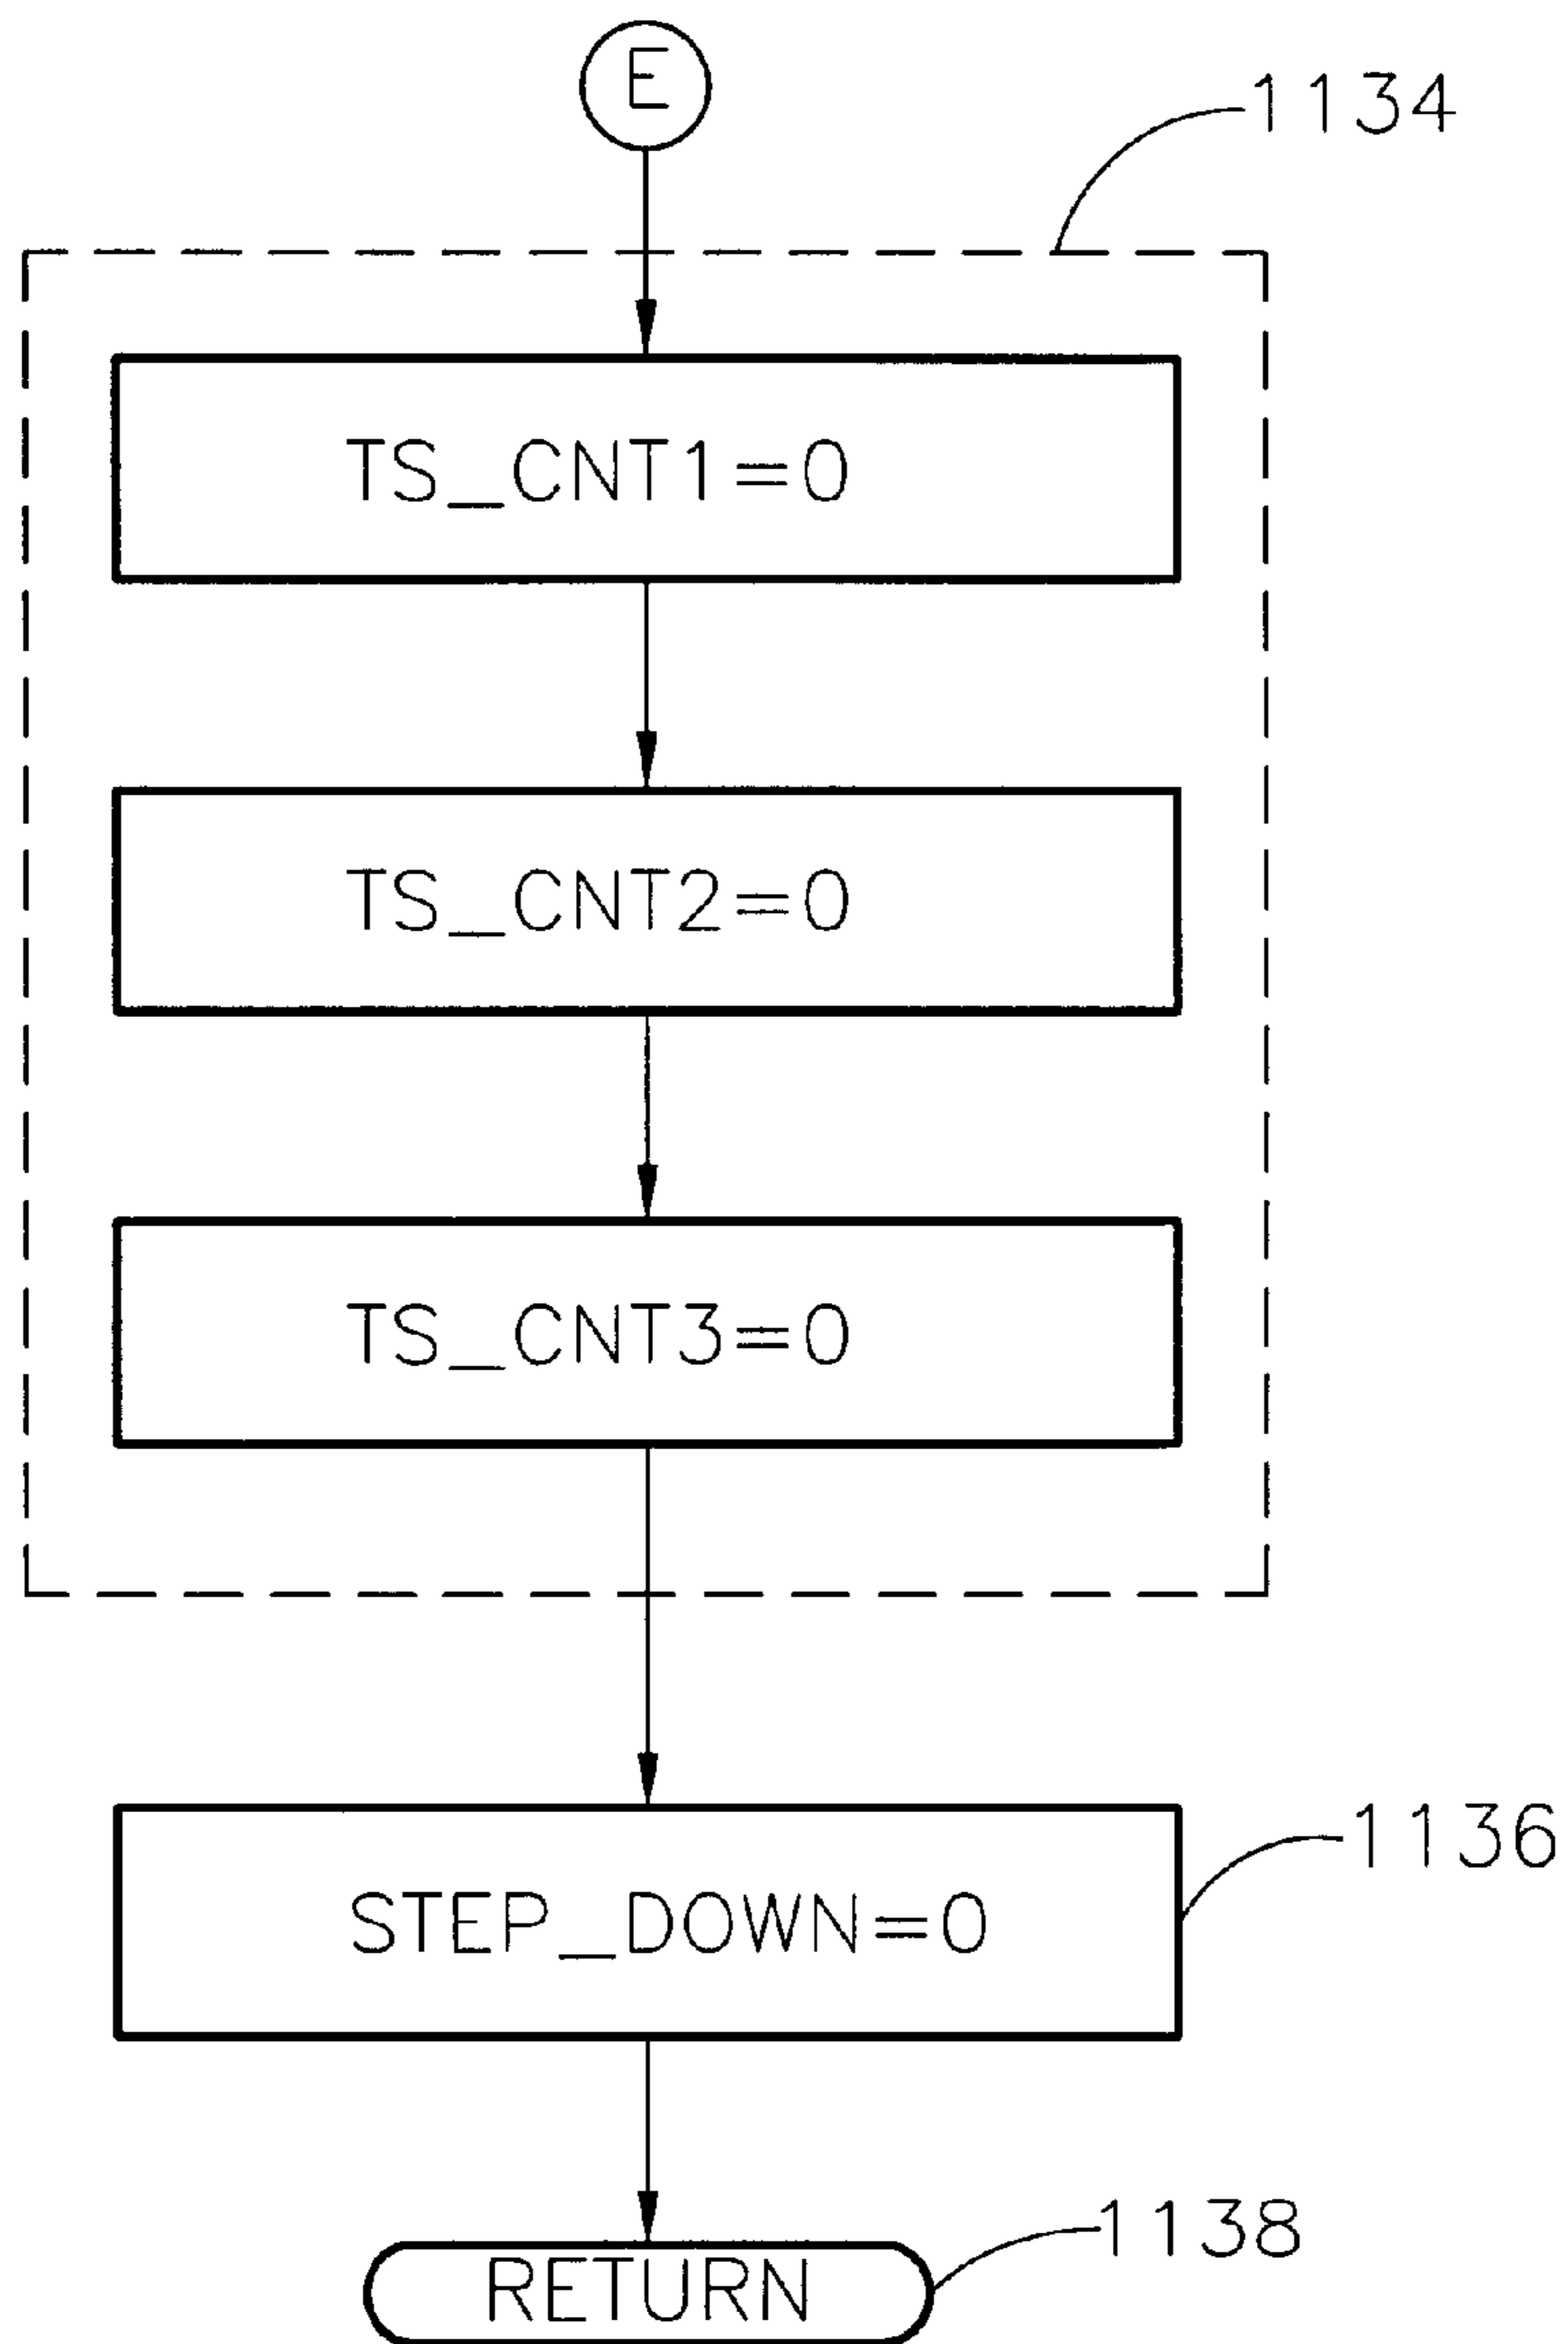 E
1134
TS_CNT1=0
TS_CNT2=0
TS_CNT3=0
1136
STEP_DOWN=0
1138
RETURN